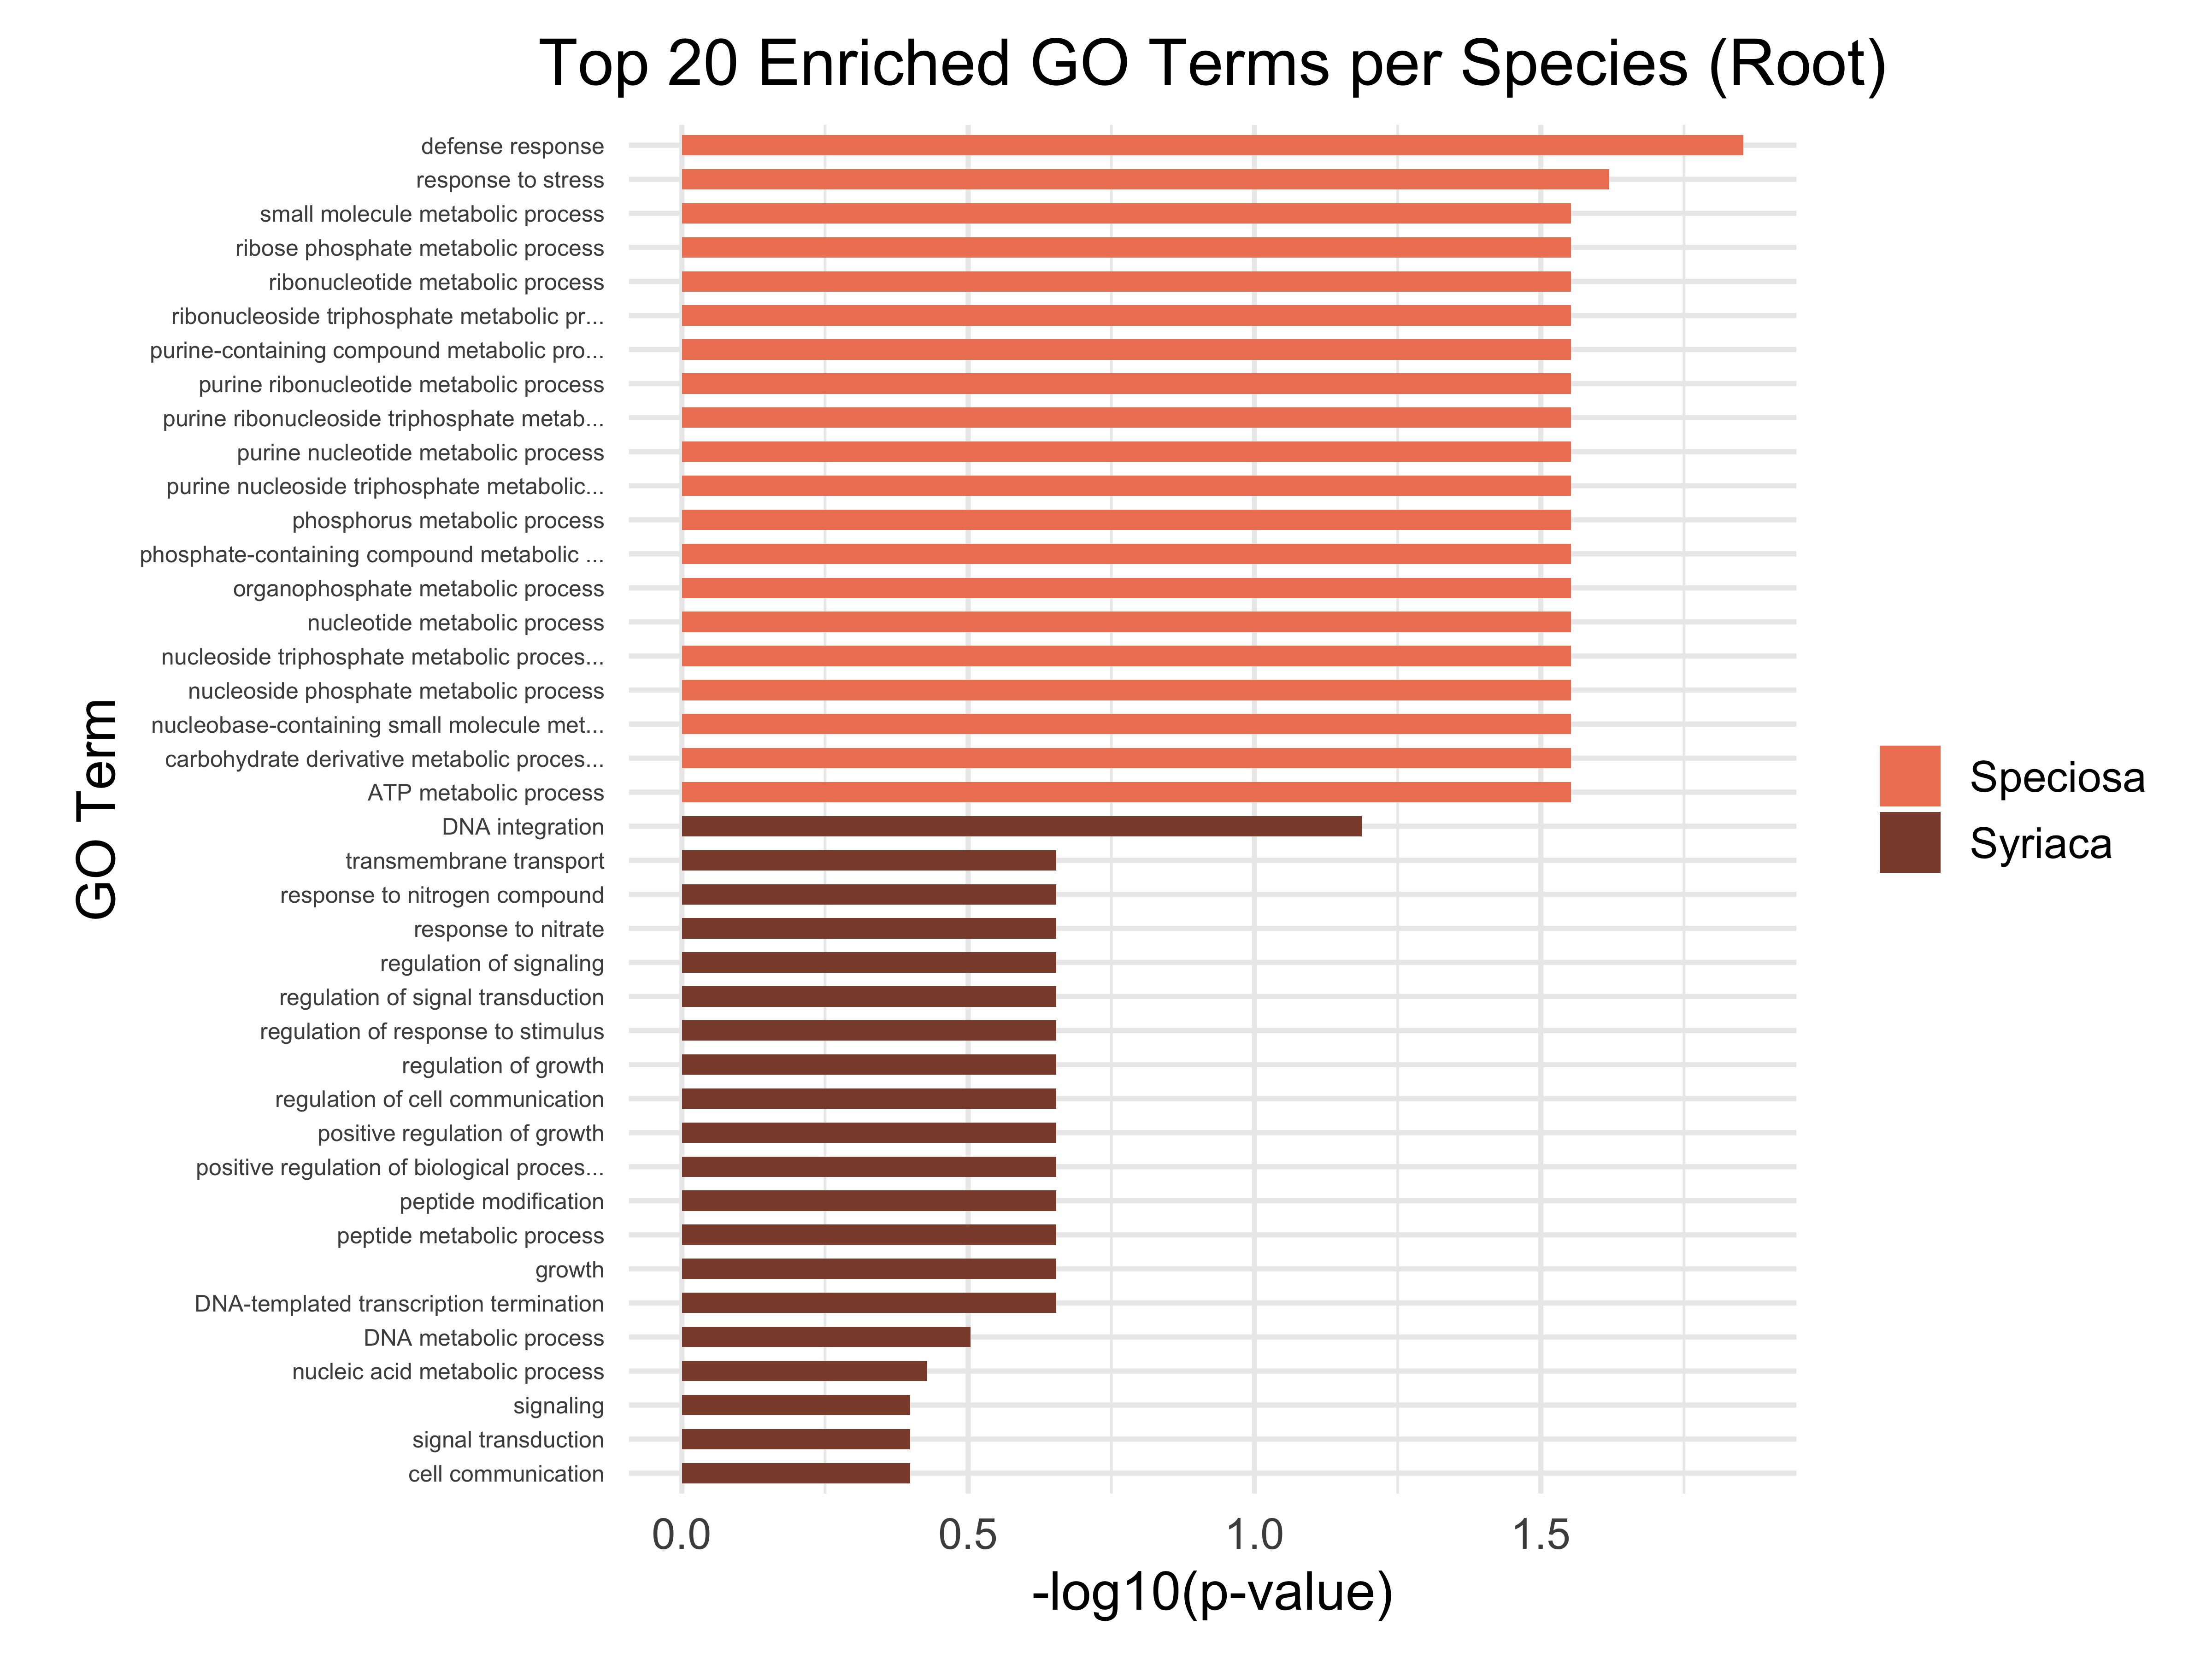 Top 20 Enriched GO Terms per Species (Root)
defense response
response to stress
small molecule metabolic process
ribose phosphate metabolic process
ribonucleotide metabolic process
ribonucleoside triphosphate metabolic pr...
purine-containing compound metabolic pro...
purine ribonucleotide metabolic process
purine ribonucleoside triphosphate metab...
purine nucleotide metabolic process
purine nucleoside triphosphate metabolic...
phosphorus metabolic process
phosphate-containing compound metabolic ...
organophosphate metabolic process
nucleotide metabolic process
nucleoside triphosphate metabolic proces...
nucleoside phosphate metabolic process
nucleobase-containing small molecule met...
carbohydrate derivative metabolic proces...
ATP metabolic process
DNA integration
transmembrane transport
response to nitrogen compound
response to nitrate
regulation of signaling
regulation of signal transduction
regulation of response to stimulus
regulation of growth
regulation of cell communication
positive regulation of growth
positive regulation of biological proces...
peptide modification
peptide metabolic process
growth
DNA-templated transcription termination
DNA metabolic process
nucleic acid metabolic process
signaling
signal transduction
cell communication
GO Term
0.0 0.5 1.0 1.5
-log10(p-value)
Speciosa
Syriaca